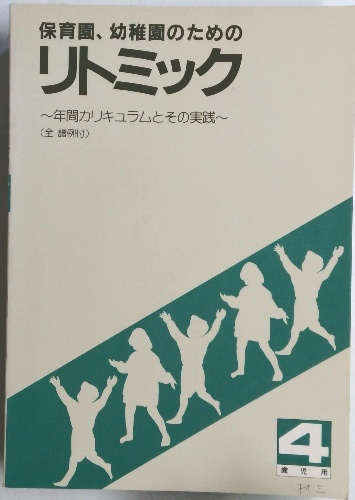 保育園、幼稚園のための
リトミック
〜年間カリキュラムとその実践〜
(全 譜例付)
4
歳児用